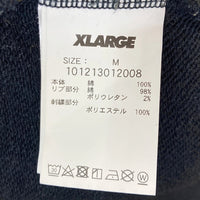 XLARGE
SIZE: M
101213012008
本体 綿 100%
リブ部分 綿 98%
ポリウレタン 2%
刺繍部分
ポリエステル 100%